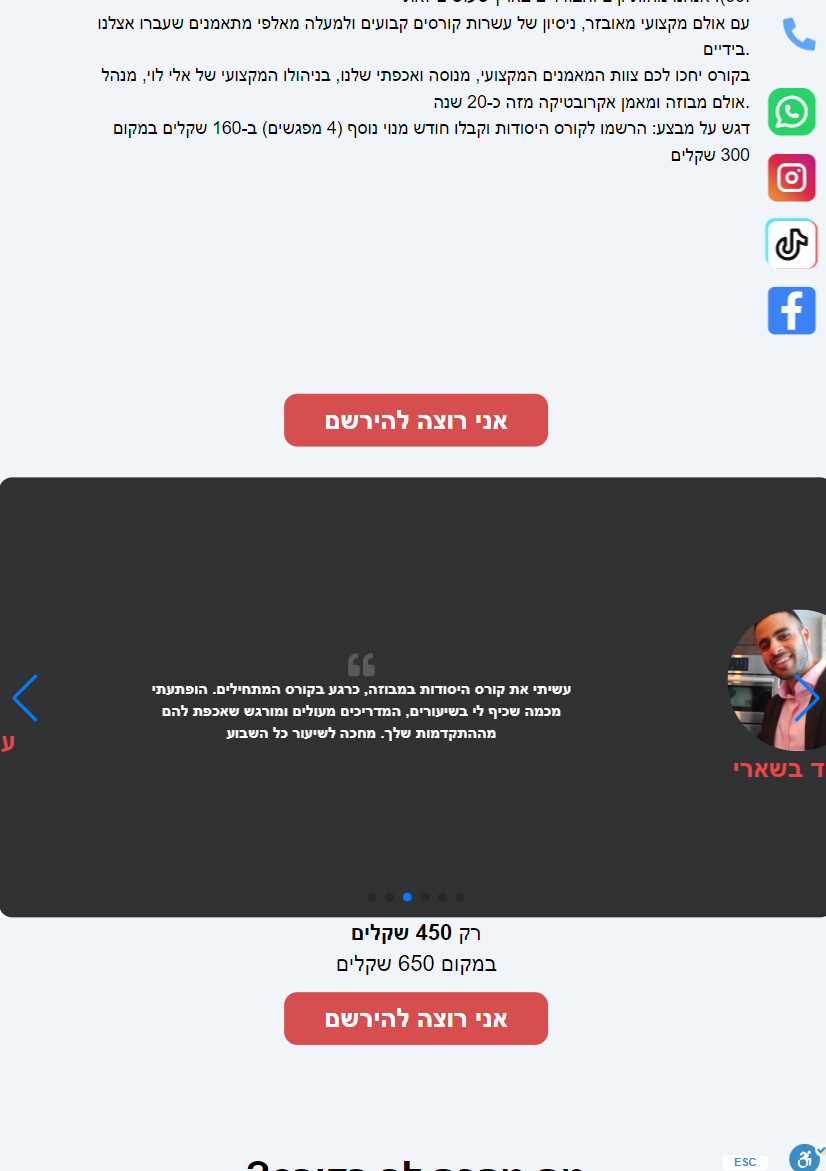 עם אולם מקצועי מאובזר, ניסיון של עשרות קורסים קבועים ולמעלה מאלפי מתאמנים שעברו אצלנו
.בידיים
בקורס יחכו לכם צוות המאמנים המקצועי, מנוסה ואכפתי שלנו, בניהולו המקצועי של אלי לוי, מנהל
.אולם מבוזה ומאמן אקרובטיקה מזה כ-20 שנה
דגש על מבצע: הרשמו לקורס היסודות וקבלו חודש מנוי נוסף (4 מפגשים) ב-160 שקלים במקום
300 שקלים
אני רוצה להירשם
עשיתי את קורס היסודות במבוזה, כרגע בקורס המתחילים. הופתעתי
מכמה שכיף לי בשיעורים, המדריכים מעולים ומורגש שאכפת להם
מההתקדמות שלך. מחכה לשיעור כל השבוע
ד בשארי
ע
רק 450 שקלים
במקום 650 שקלים
אני רוצה להירשם
ESC